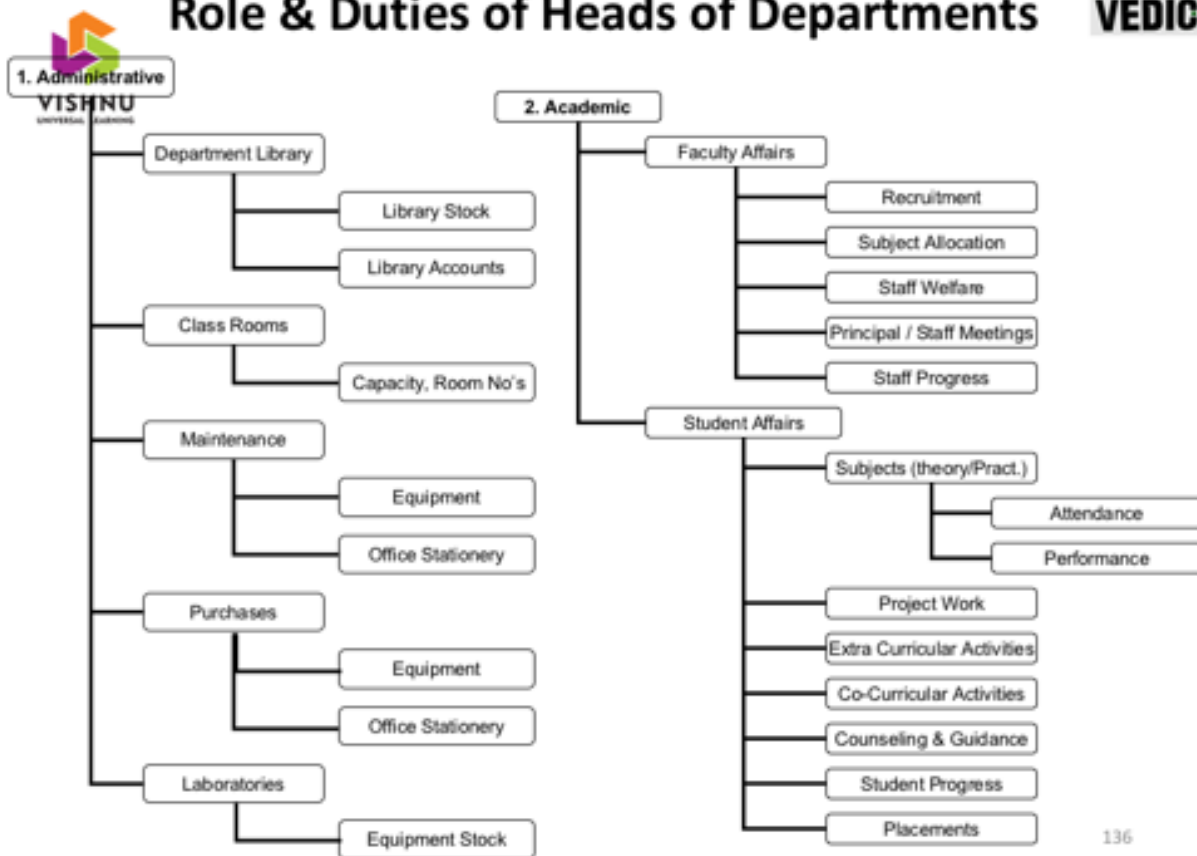 Role & Duties of Heads of Departments
VEDIC
1. Administrative
VISHNU
UNIVERSAL LEARNING
Department Library
Library Stock
Library Accounts
Class Rooms
Capacity, Room No's
Maintenance
Equipment
Office Stationery
Purchases
Equipment
Office Stationery
Laboratories
Equipment Stock
2. Academic
Faculty Affairs
Recruitment
Subject Allocation
Staff Welfare
Principal / Staff Meetings
Staff Progress
Student Affairs
Subjects (theory/Pract.)
Attendance
Performance
Project Work
Extra Curricular Activities
Co-Curricular Activities
Counseling & Guidance
Student Progress
Placements
136